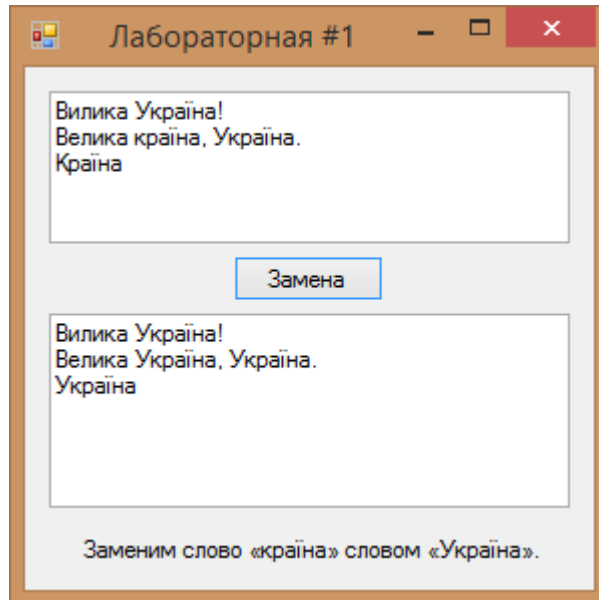 Лабораторная #1
Вилика Україна!
Велика країна, Україна.
Країна
Замена
Вилика Україна!
Велика Україна, Україна.
Україна
Заменим слово «країна» словом «Україна».